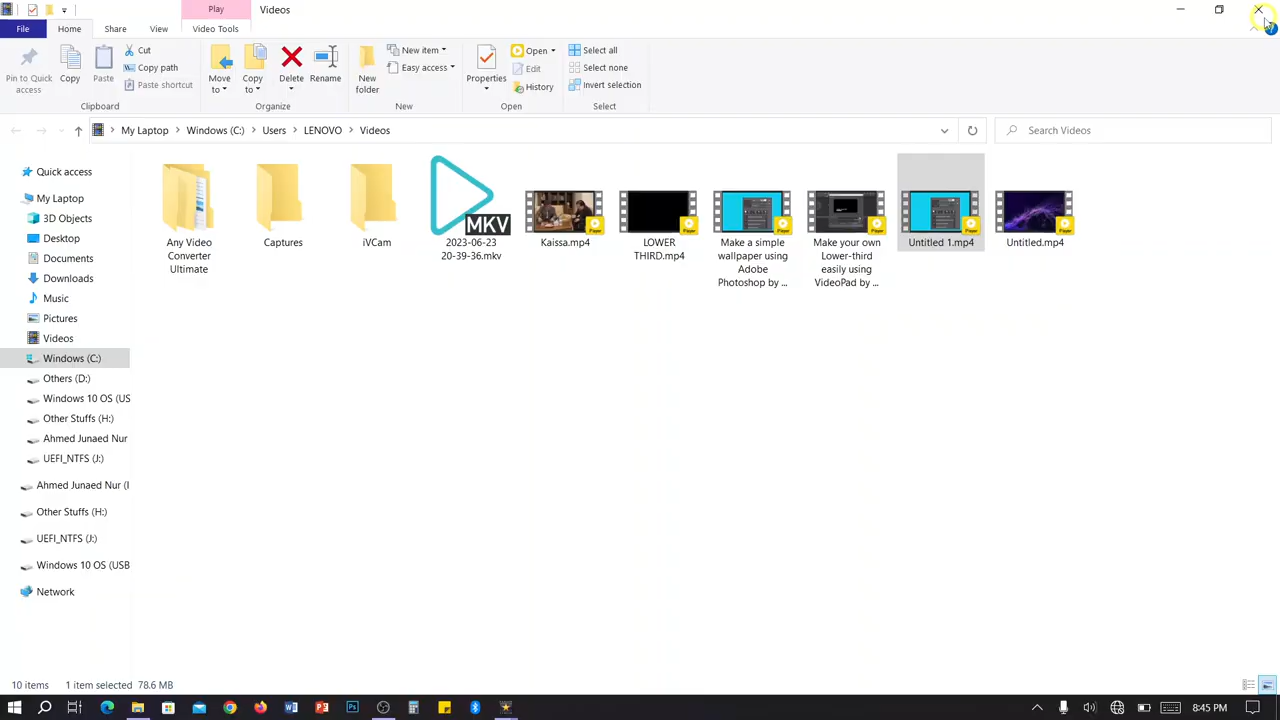 Play
Videos
File
Home
Share
View
Video Tools
Pin to Quick
access
Copy
Paste
Cut
Copy path
Paste shortcut
Clipboard
Move
to
Copy
to
Delete
Rename
Organize
New
folder
New item
Easy access
New
Properties
Open
Edit
History
Open
Select all
Select none
Invert selection
Select
My Laptop
Windows (C:)
Users
LENOVO
Videos
Search Videos
Quick access
My Laptop
3D Objects
Desktop
Documents
Downloads
Music
Pictures
Videos
Windows (C:)
Others (D:)
Windows 10 OS (US
Other Stuffs (H:)
Ahmed Junaed Nur
UEFI_NTFS (J:)
Ahmed Junaed Nur (I
Other Stuffs (H:)
UEFI_NTFS (J:)
Windows 10 OS (USB
Network
Any Video
Converter
Ultimate
Captures
iVCam
MKV
2023-06-23
20-39-36.mkv
Kaissa.mp4
LOWER
THIRD.mp4
Make a simple
wallpaper using
Adobe
Photoshop by ...
Make your own
Lower-third
easily using
VideoPad by ...
Untitled 1.mp4
Untitled.mp4
10 items
1 item selected
78.6 MB
8:45 PM